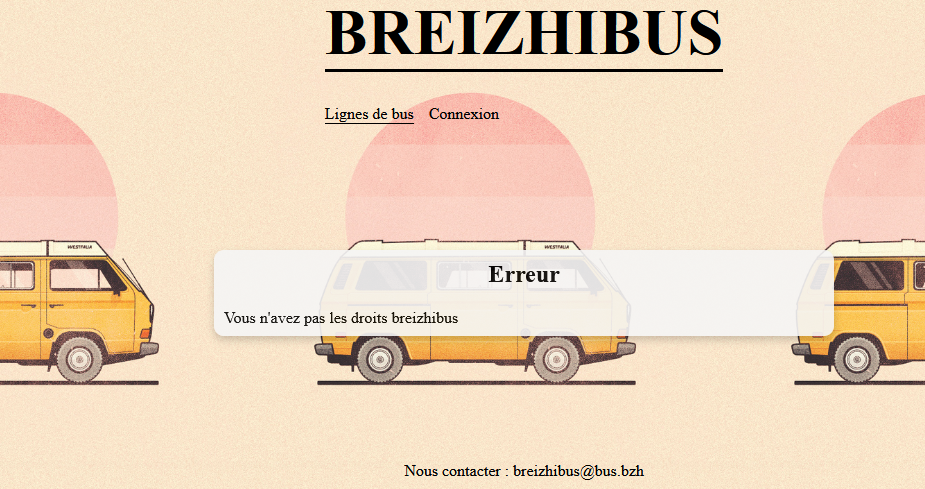 BREIZHIBUS
Lignes de bus Connexion
WESTFALIA
WESTFALIA
Erreur
Vous n'avez pas les droits breizhibus
Nous contacter : breizhibus@bus.bzh